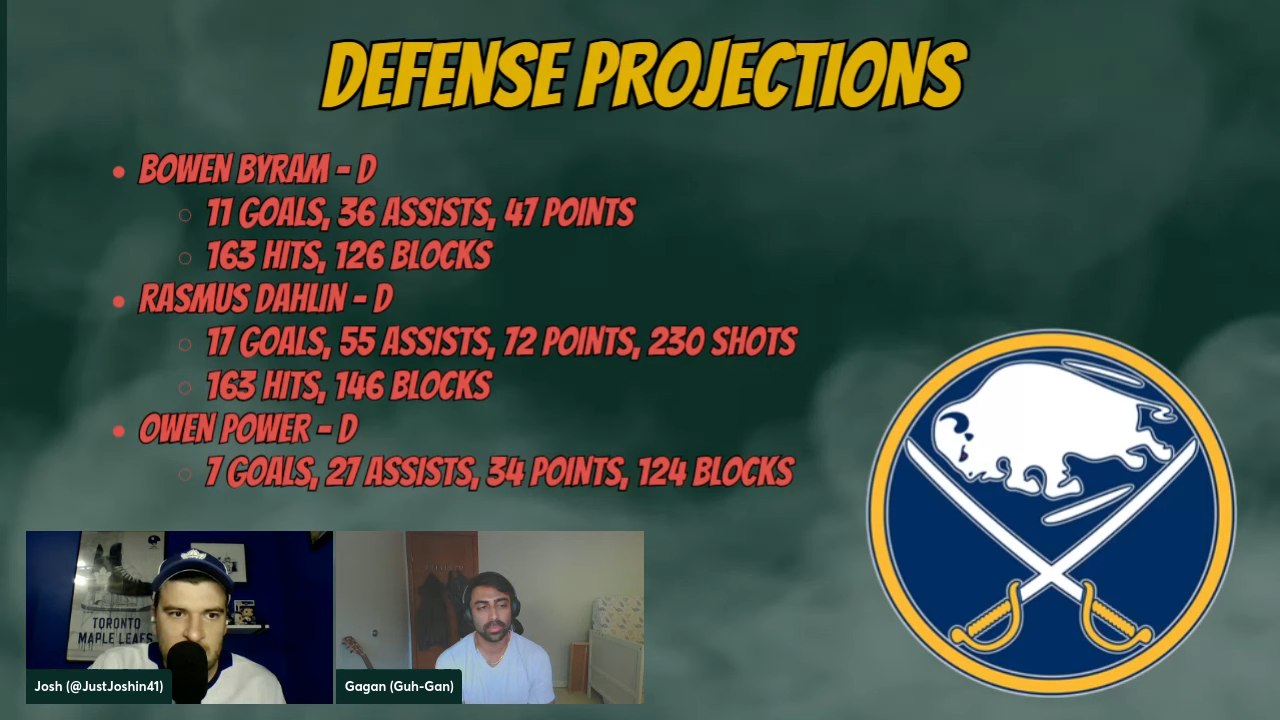 DEFENSE PROJECTIONS
BOWEN BYRAM - D
11 GOALS, 36 ASSISTS, 47 POINTS
163 HITS, 126 BLOCKS
RASMUS DAHLIN - D
17 GOALS, 55 ASSISTS, 72 POINTS, 230 SHOTS
163 HITS, 146 BLOCKS
OWEN POWER - D
7 GOALS, 27 ASSISTS, 34 POINTS, 124 BLOCKS
TORONTO
MAPLE LEAFS
Josh (@JustJoshin41)
Gagan (Guh-Gan)